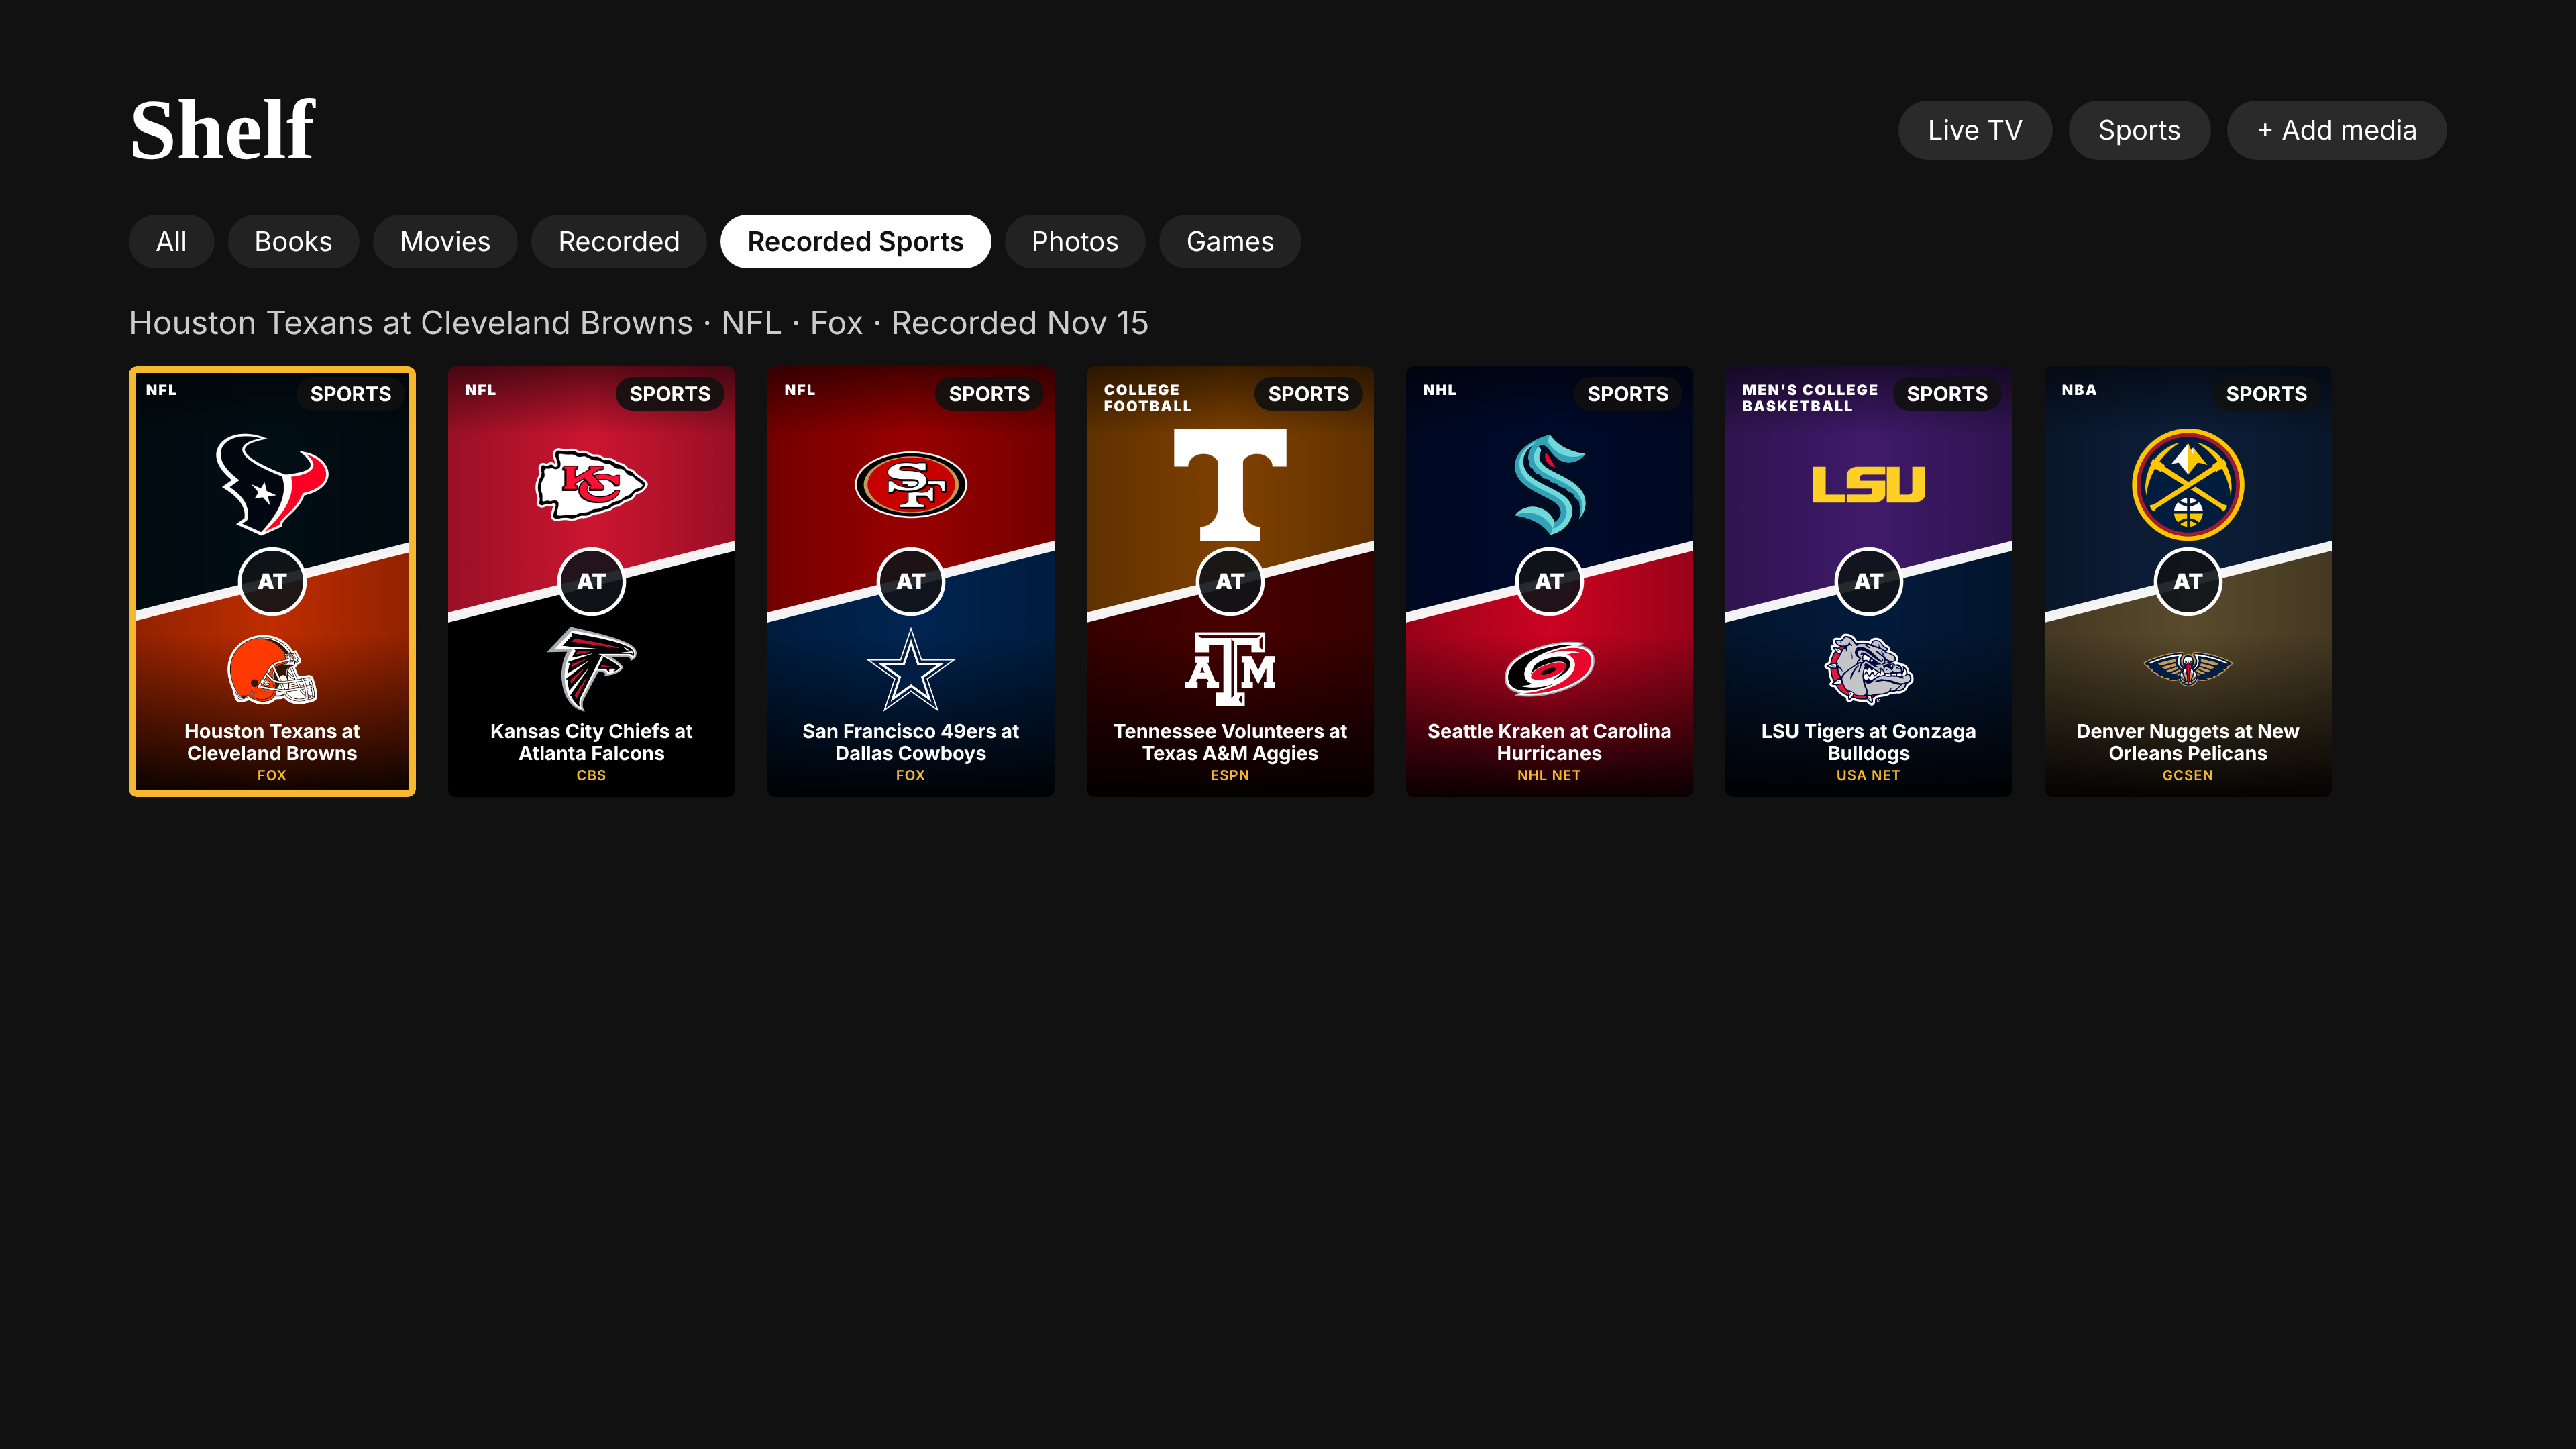 Shelf
Live TV
Sports
+ Add media
All
Books
Movies
Recorded
Recorded Sports
Photos
Games
Houston Texans at Cleveland Browns · NFL · Fox · Recorded Nov 15
NFL
SPORTS
AT
Houston Texans at
Cleveland Browns
FOX
NFL
SPORTS
KC
AT
Kansas City Chiefs at
Atlanta Falcons
CBS
NFL
SPORTS
SF
AT
San Francisco 49ers at
Dallas Cowboys
FOX
COLLEGE
FOOTBALL
SPORTS
T
AT
ATM
Tennessee Volunteers at
Texas A&M Aggies
ESPN
NHL
SPORTS
AT
Seattle Kraken at Carolina
Hurricanes
NHL NET
MEN'S COLLEGE
BASKETBALL
SPORTS
LSU
AT
LSU Tigers at Gonzaga
Bulldogs
USA NET
NBA
SPORTS
AT
Denver Nuggets at New
Orleans Pelicans
GCSEN